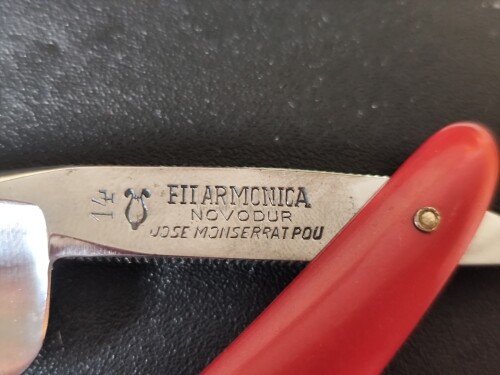 14
FILARMONICA
NOVODUR
JOSE MONSERRAT POU